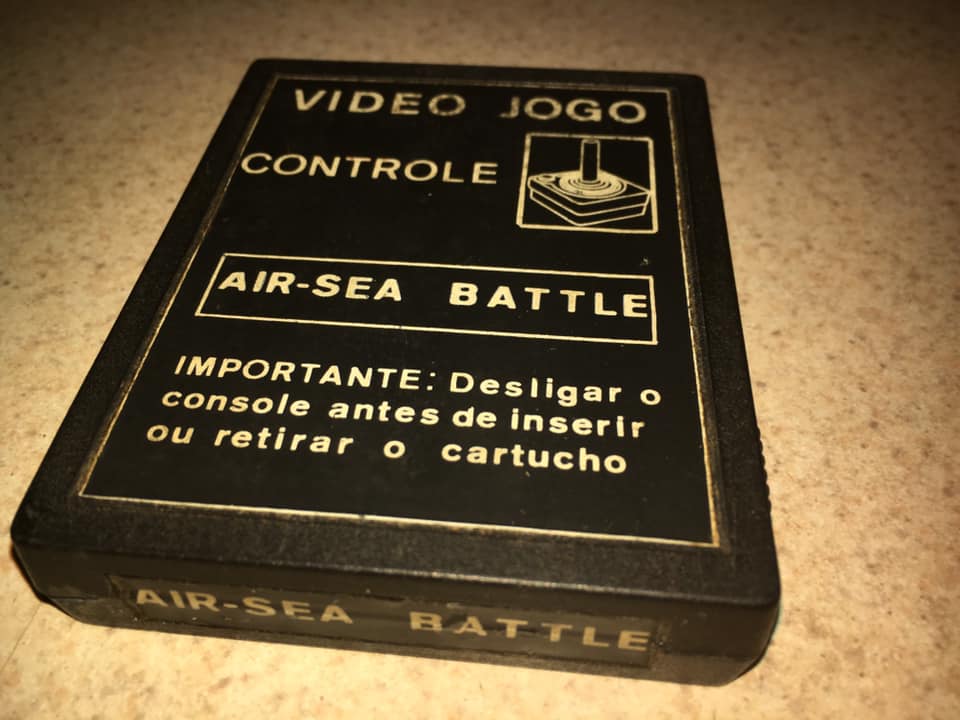 VIDEO JOGO
CONTROLE
AIR-SEA BATTLE
IMPORTANTE: Desligar o
console antes de inserir
ou retirar o cartucho
AIR-SEA BATTLE